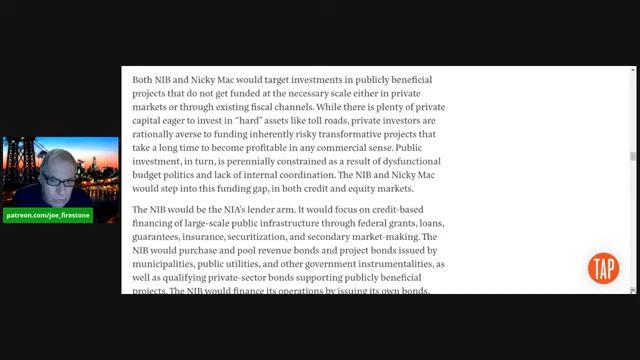 Both NIB and Nicky Mac would target investments in publicly beneficial
projects that do not get funded at the necessary scale either in private
markets or through existing fiscal channels. While there is plenty of private
capital eager to invest in “hard” assets like toll roads, private investors are
rationally averse to funding inherently risky transformative projects that
take a long time to become profitable in any commercial sense. Public
investment, in turn, is perennially constrained as a result of dysfunctional
budget politics and lack of internal coordination. The NIB and Nicky Mac
would step into this funding gap, in both credit and equity markets.
The NIB would be the NIA’s lender arm. It would focus on credit-based
financing of large-scale public infrastructure through federal grants, loans,
guarantees, insurance, securitization, and secondary market-making. The
NIB would purchase and pool revenue bonds and project bonds issued by
municipalities, public utilities, and other government instrumentalities, as
well as qualifying private-sector bonds supporting publicly beneficial
projects. The NIB would finance its operations by issuing its own bonds,
patreon.com/joe_firestone
TAP